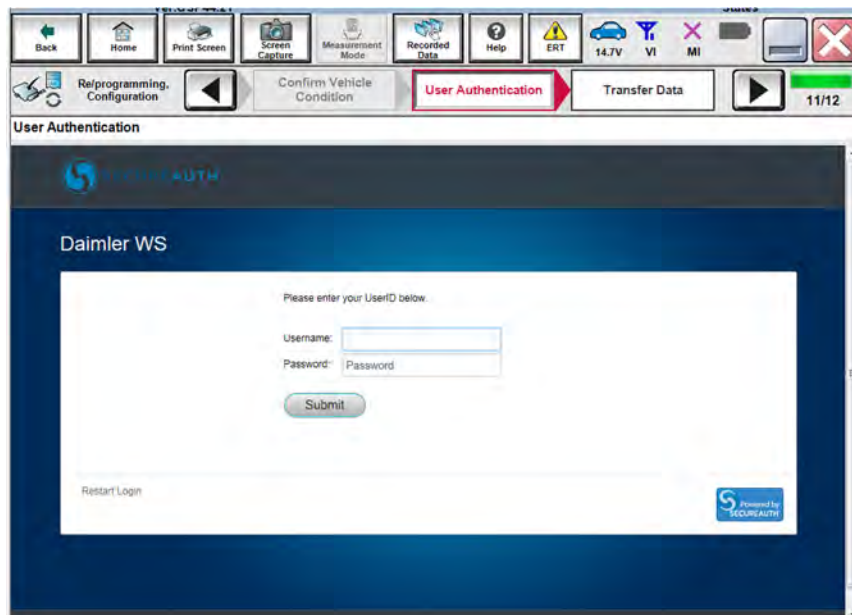 Back
Home
Print Screen
Screen
Capture
Measurement
Mode
Recorded
Data
Help
ERT
14.7V
VI
MI
Re/programming,
Configuration
Confirm Vehicle
Condition
User Authentication
Transfer Data
11/12
User Authentication
Daimler WS
Please enter your UserID below.
Username:
Password:
Password
Submit
Restart Login
Powered by
SECUREAUTH